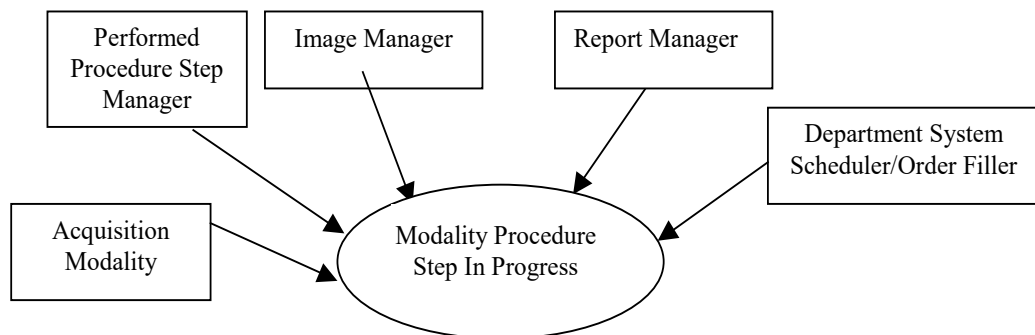 Performed
Procedure Step
Manager
Image Manager
Report Manager
Department System
Scheduler/Order Filler
Acquisition
Modality
Modality Procedure
Step In Progress